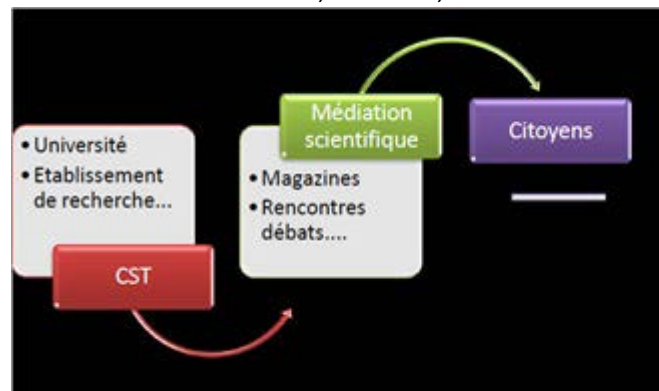 • Université
• Etablissement
de recherche...
CST
Médiation
scientifique
• Magazines
• Rencontres
débats....
Citoyens